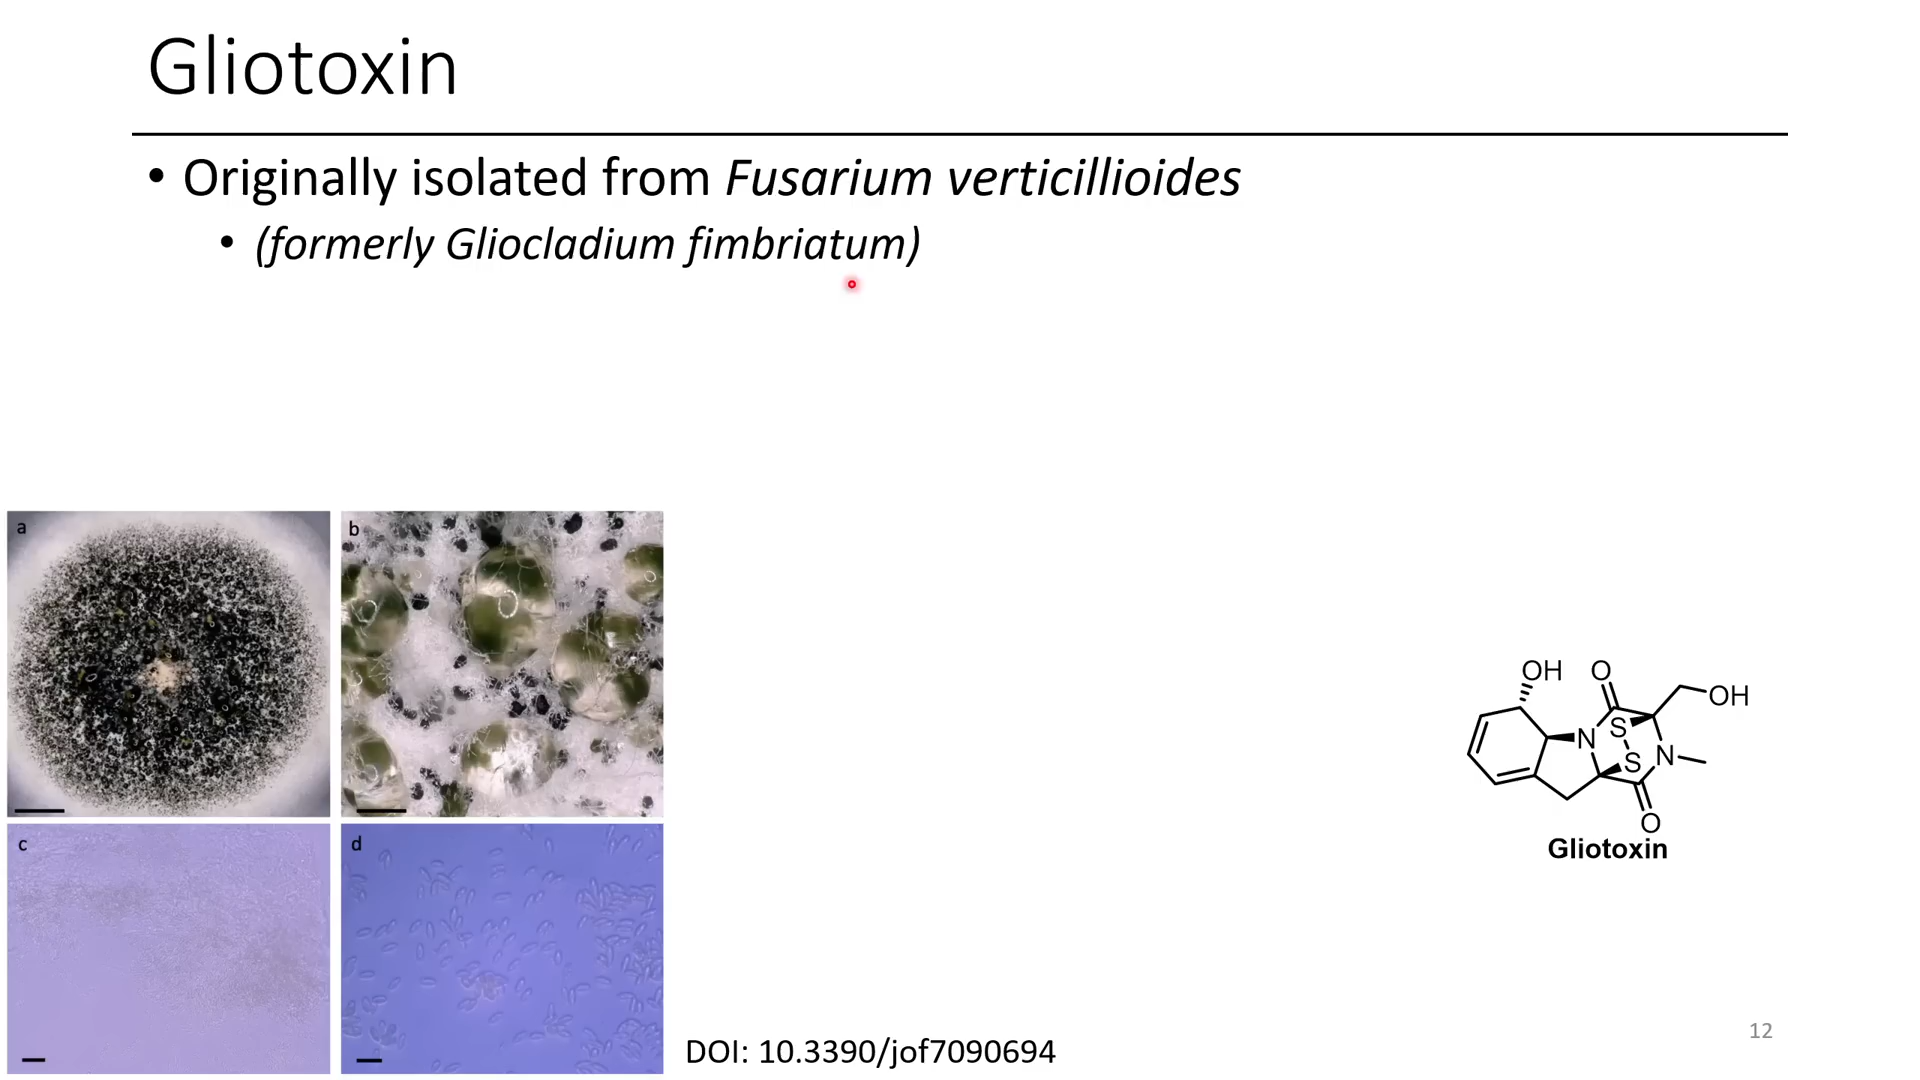 Gliotoxin
• Originally isolated from Fusarium verticillioides
• (formerly Gliocladium fimbriatum)
a
b
c
d
OH
O
OH
S
N
S
N
O
Gliotoxin
DOI: 10.3390/jof7090694
12